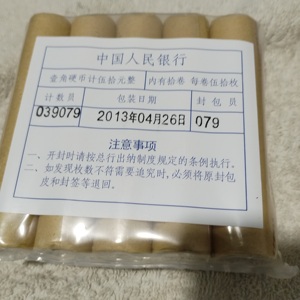 中国人民银行
壹角硬币计伍拾元整 内有拾卷 每卷伍拾枚
计数员 包装日期 封包员
039079 2013年04月26日 079
注意事项
一、开封时请按总行出纳制度规定的条例执行。
二、如发现枚数不符需要追究时,必须将原封包
皮和封签等退回。